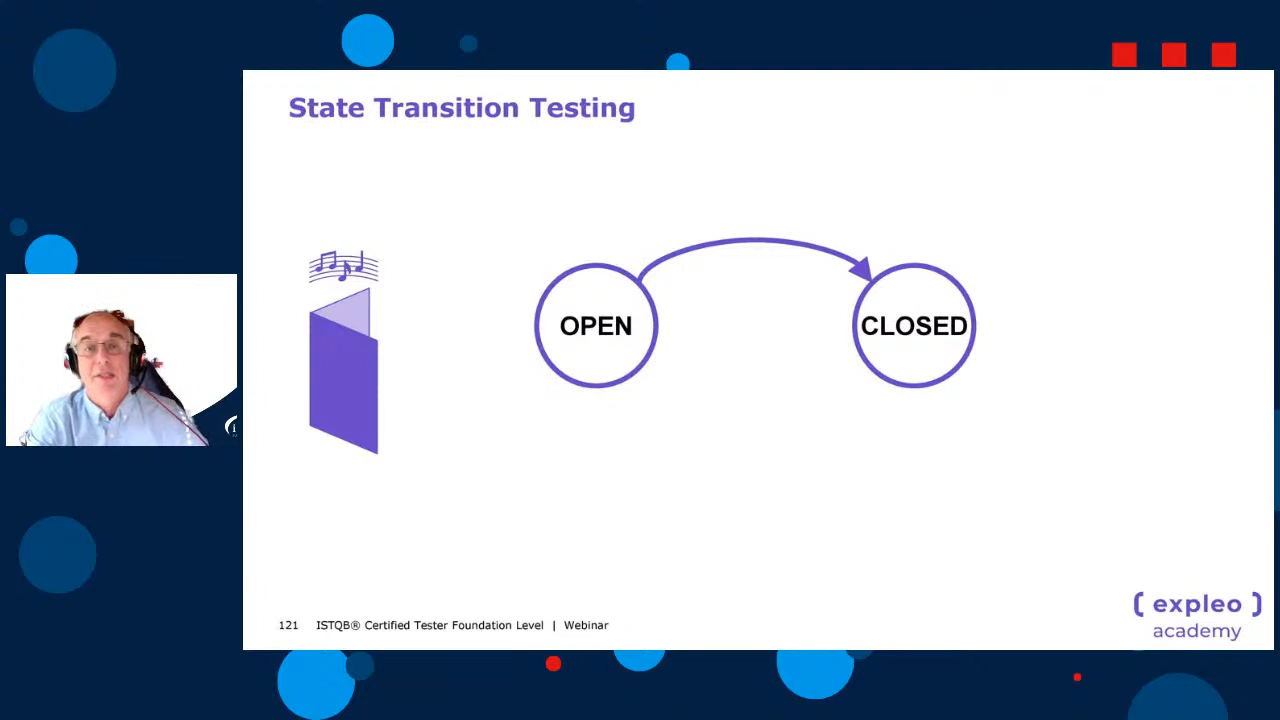 State Transition Testing
OPEN
CLOSED
121 ISTQB® Certified Tester Foundation Level | Webinar
{ expleo }
academy